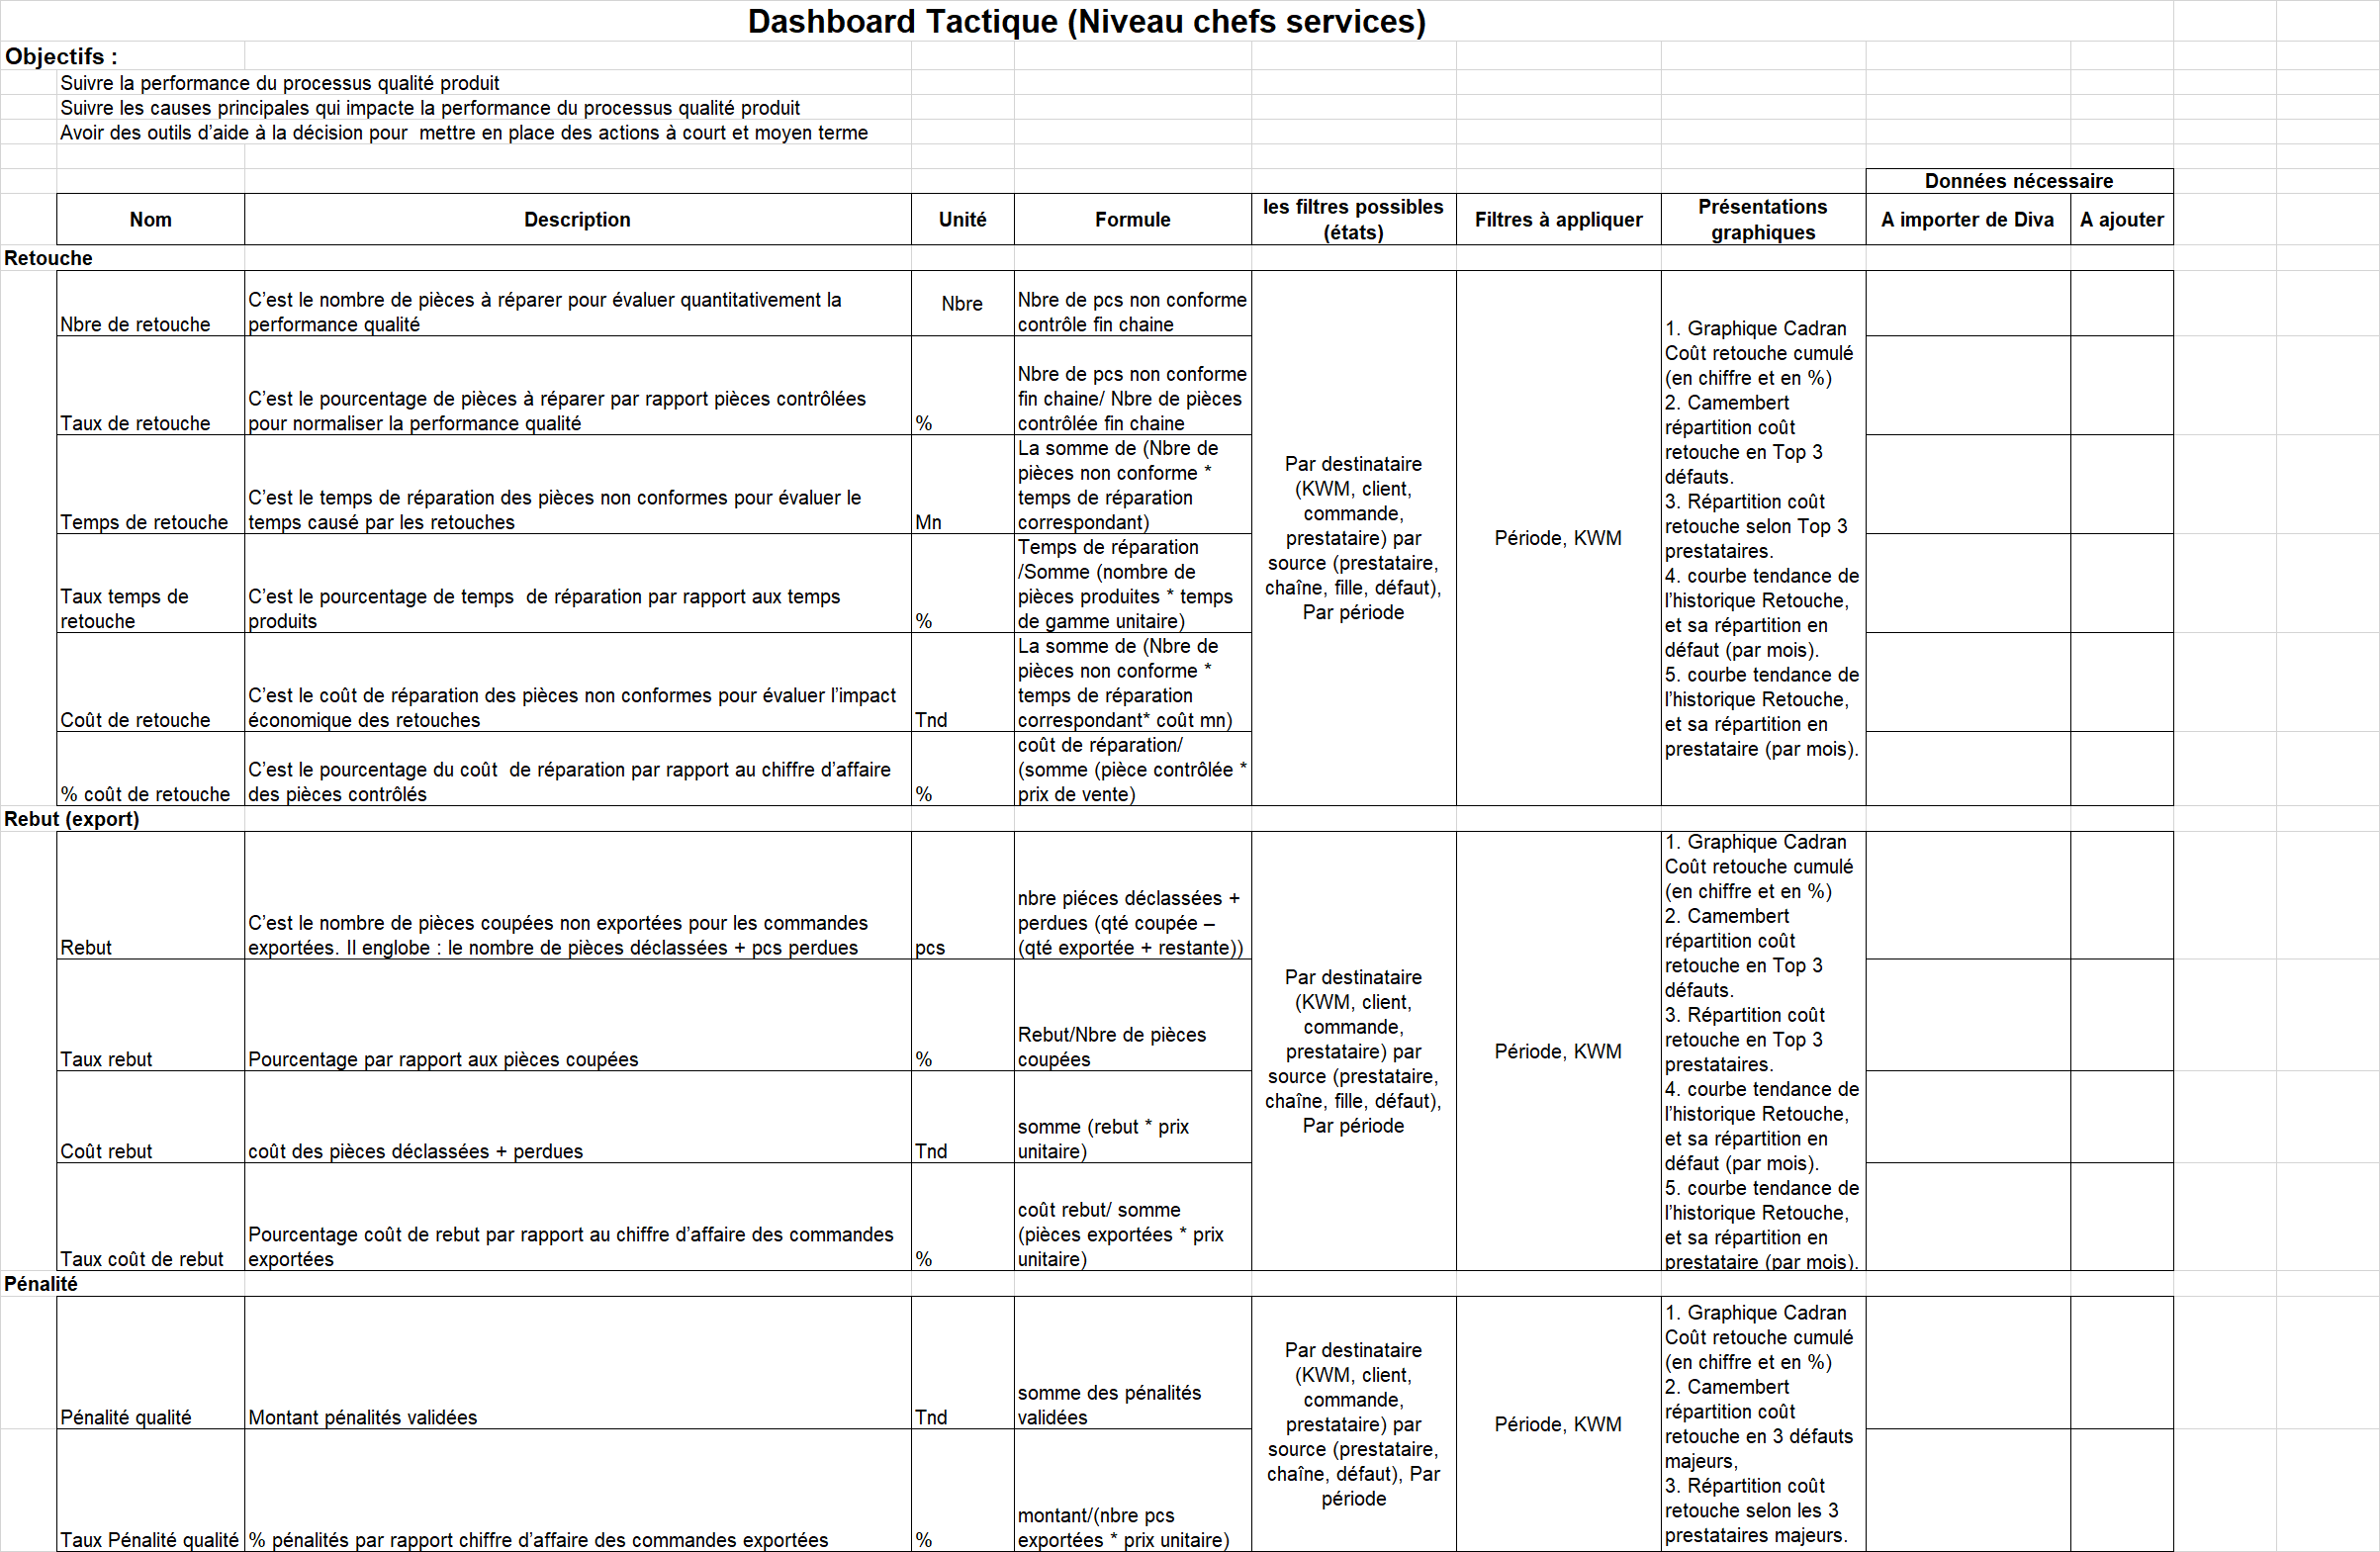 Dashboard Tactique (Niveau chefs services)
Objectifs :
Suivre la performance du processus qualité produit
Suivre les causes principales qui impacte la performance du processus qualité produit
Avoir des outils d’aide à la décision pour  mettre en place des actions à court et moyen terme
Données nécessaire
Nom
Description
Unité
Formule
les filtres possibles
(états)
Filtres à appliquer
Présentations
graphiques
A importer de Diva
A ajouter
Retouche
Nbre de retouche
C’est le nombre de pièces à réparer pour évaluer quantitativement la
performance qualité
Nbre
Nbre de pcs non conforme
contrôle fin chaine
Taux de retouche
C’est le pourcentage de pièces à réparer par rapport pièces contrôlées
pour normaliser la performance qualité
%
Nbre de pcs non conforme
fin chaine/ Nbre de pièces
contrôlée fin chaine
Temps de retouche
C’est le temps de réparation des pièces non conformes pour évaluer le
temps causé par les retouches
Mn
La somme de (Nbre de
pièces non conforme *
temps de réparation
correspondant)
Taux temps de
retouche
C’est le pourcentage de temps  de réparation par rapport aux temps
produits
%
Temps de réparation
/Somme (nombre de
pièces produites * temps
de gamme unitaire)
Coût de retouche
C’est le coût de réparation des pièces non conformes pour évaluer l’impact
économique des retouches
Tnd
La somme de (Nbre de
pièces non conforme *
temps de réparation
correspondant* coût mn)
% coût de retouche
C’est le pourcentage du coût  de réparation par rapport au chiffre d’affaire
des pièces contrôlés
%
coût de réparation/
(somme (pièce contrôlée *
prix de vente)
Par destinataire
(KWM, client,
commande,
prestataire) par
source (prestataire,
chaîne, fille, défaut),
Par période
Période, KWM
1. Graphique Cadran
Coût retouche cumulé
(en chiffre et en %)
2. Camembert
répartition coût
retouche en Top 3
défauts.
3. Répartition coût
retouche selon Top 3
prestataires.
4. courbe tendance de
l’historique Retouche,
et sa répartition en
défaut (par mois).
5. courbe tendance de
l’historique Retouche,
et sa répartition en
prestataire (par mois).
Rebut (export)
Rebut
C’est le nombre de pièces coupées non exportées pour les commandes
exportées. Il englobe : le nombre de pièces déclassées + pcs perdues
pcs
nbre piéces déclassées +
perdues (qté coupée –
(qté exportée + restante))
Taux rebut
Pourcentage par rapport aux pièces coupées
%
Rebut/Nbre de pièces
coupées
Coût rebut
coût des pièces déclassées + perdues
Tnd
somme (rebut * prix
unitaire)
Taux coût de rebut
Pourcentage coût de rebut par rapport au chiffre d’affaire des commandes
exportées
%
coût rebut/ somme
(pièces exportées * prix
unitaire)
Par destinataire
(KWM, client,
commande,
prestataire) par
source (prestataire,
chaîne, fille, défaut),
Par période
Période, KWM
1. Graphique Cadran
Coût retouche cumulé
(en chiffre et en %)
2. Camembert
répartition coût
retouche en Top 3
défauts.
3. Répartition coût
retouche en Top 3
prestataires.
4. courbe tendance de
l’historique Retouche,
et sa répartition en
défaut (par mois).
5. courbe tendance de
l’historique Retouche,
et sa répartition en
prestataire (par mois).
Pénalité
Pénalité qualité
Montant pénalités validées
Tnd
somme des pénalités
validées
Taux Pénalité qualité
% pénalités par rapport chiffre d’affaire des commandes exportées
%
montant/(nbre pcs
exportées * prix unitaire)
Par destinataire
(KWM, client,
commande,
prestataire) par
source (prestataire,
chaîne, défaut), Par
période
Période, KWM
1. Graphique Cadran
Coût retouche cumulé
(en chiffre et en %)
2. Camembert
répartition coût
retouche en 3 défauts
majeurs,
3. Répartition coût
retouche selon les 3
prestataires majeurs.